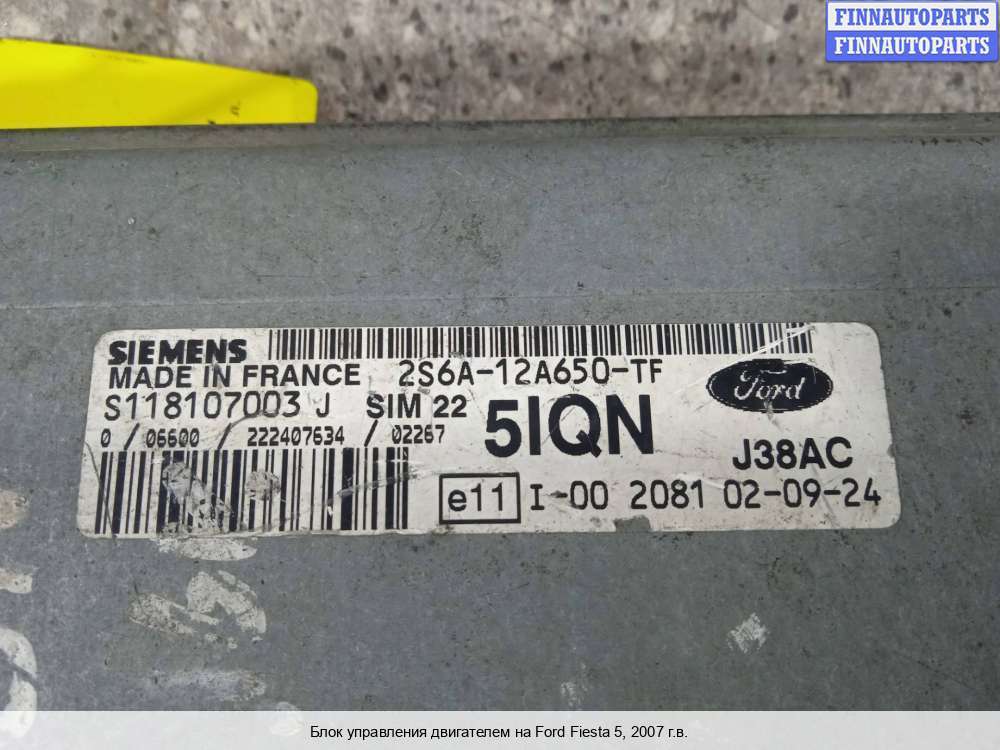 FINNAUTOPARTS
FINNAUTOPARTS
SIEMENS
MADE IN FRANCE 2S6A-12A650-TF
S118107003 J SIM 22 5IQN
Ford
0 / 06600 / 222407634 / 02267
J38AC
e11 I-00 2081 02-09-24
Блок управления двигателем на Ford Fiesta 5, 2007 г.в.